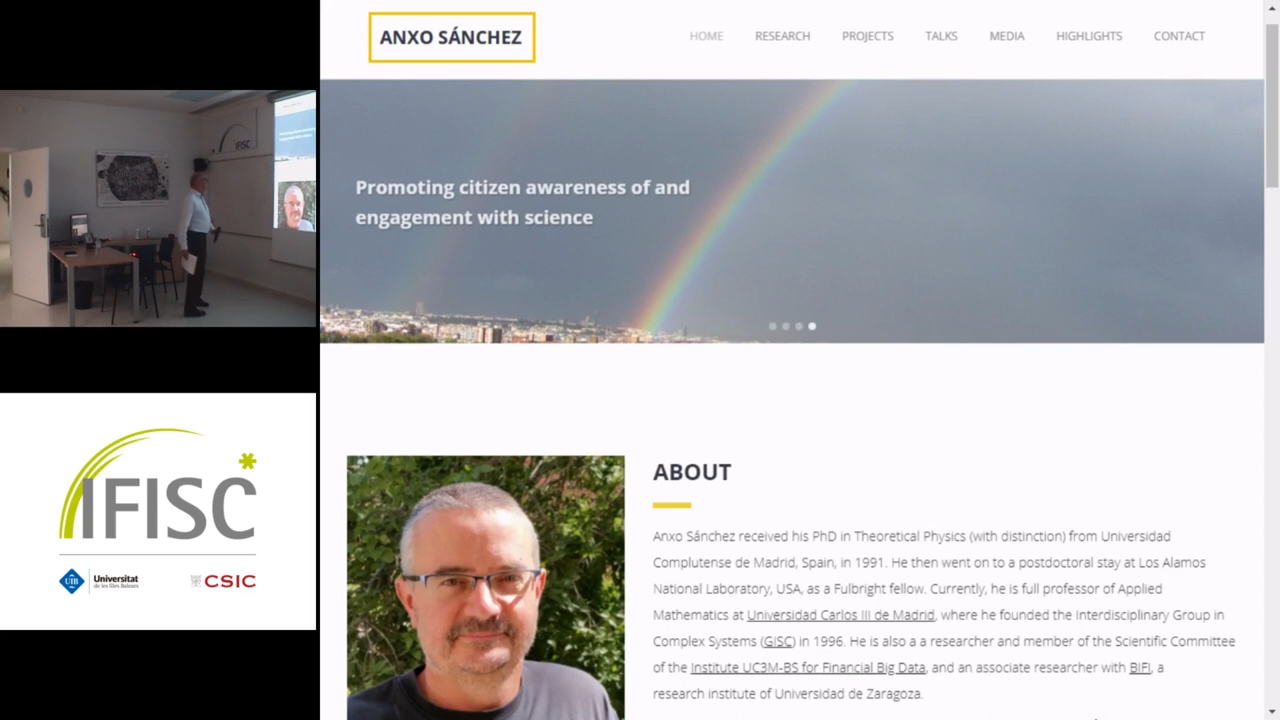 ANXO SÁNCHEZ
HOME RESEARCH PROJECTS TALKS MEDIA HIGHLIGHTS CONTACT
Promoting citizen awareness of and
engagement with science
IFISC
IFISC
UIB
Universitat
de les Illes Balears
CSIC
ABOUT
Anxo Sánchez received his PhD in Theoretical Physics (with distinction) from Universidad
Complutense de Madrid, Spain, in 1991. He then went on to a postdoctoral stay at Los Alamos
National Laboratory, USA, as a Fulbright fellow. Currently, he is full professor of Applied
Mathematics at Universidad Carlos III de Madrid, where he founded the Interdisciplinary Group in
Complex Systems (GISC) in 1996. He is also a a researcher and member of the Scientific Committee
of the Institute UC3M-BS for Financial Big Data, and an associate researcher with BIFI, a
research institute of Universidad de Zaragoza.